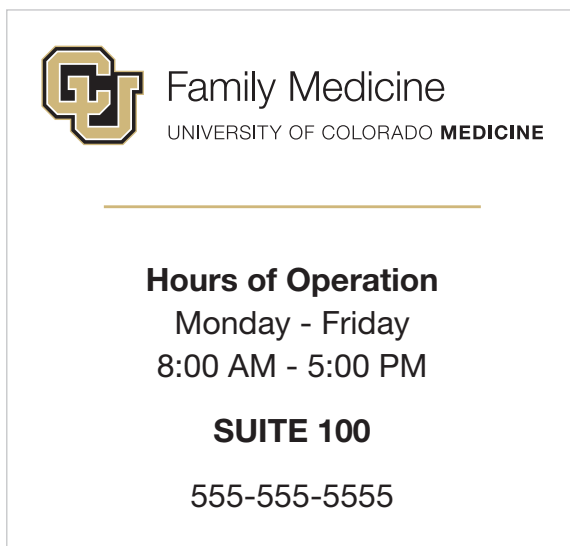 CU
Family Medicine
UNIVERSITY OF COLORADO MEDICINE
Hours of Operation
Monday - Friday
8:00 AM - 5:00 PM
SUITE 100
555-555-5555